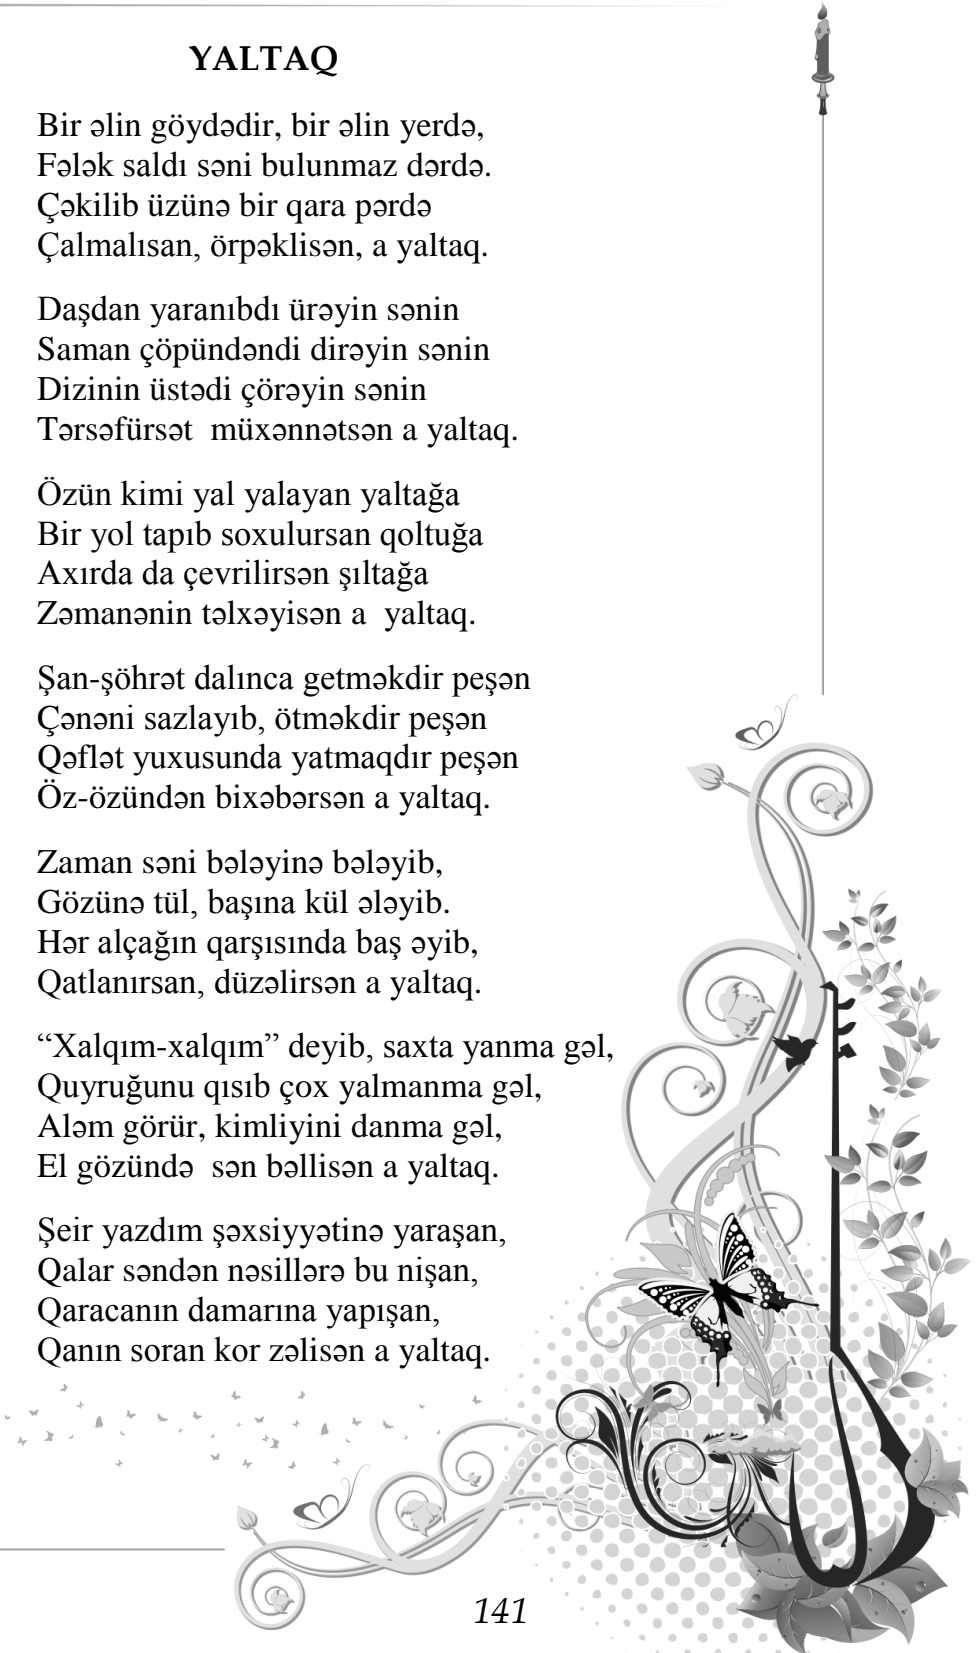 YALTAQ
Bir əlin göydədir, bir əlin yerdə,
Fələk saldı səni bulunmaz dərdə.
Çəkilib üzünə bir qara pərdə
Çalmalısan, örpəklisən, a yaltaq.
Daşdan yaranıbdı ürəyin sənin
Saman çöpündəndi dirəyin sənin
Dizinin üstədi çörəyin sənin
Tərsəfürsət  müxənnətsən a yaltaq.
Özün kimi yal yalayan yaltağa
Bir yol tapıb soxulursan qoltuğa
Axırda da çevrilirsən şıltağa
Zəmanənin təlxəyisən a  yaltaq.
Şan-şöhrət dalınca getməkdir peşən
Çənəni sazlayıb, ötməkdir peşən
Qəflət yuxusunda yatmaqdır peşən
Öz-özündən bixəbərsən a yaltaq.
Zaman səni bələyinə bələyib,
Gözünə tül, başına kül ələyib.
Hər alçağın qarşısında baş əyib,
Qatlanırsan, düzəlirsən a yaltaq.
“Xalqım-xalqım” deyib, saxta yanma gəl,
Quyruğunu qısıb çox yalmanma gəl,
Aləm görür, kimliyini danma gəl,
El gözündə  sən bəllisən a yaltaq.
Şeir yazdım şəxsiyyətinə yaraşan,
Qalar səndən nəsillərə bu nişan,
Qaracanın damarına yapışan,
Qanın soran kor zəlisən a yaltaq.
141